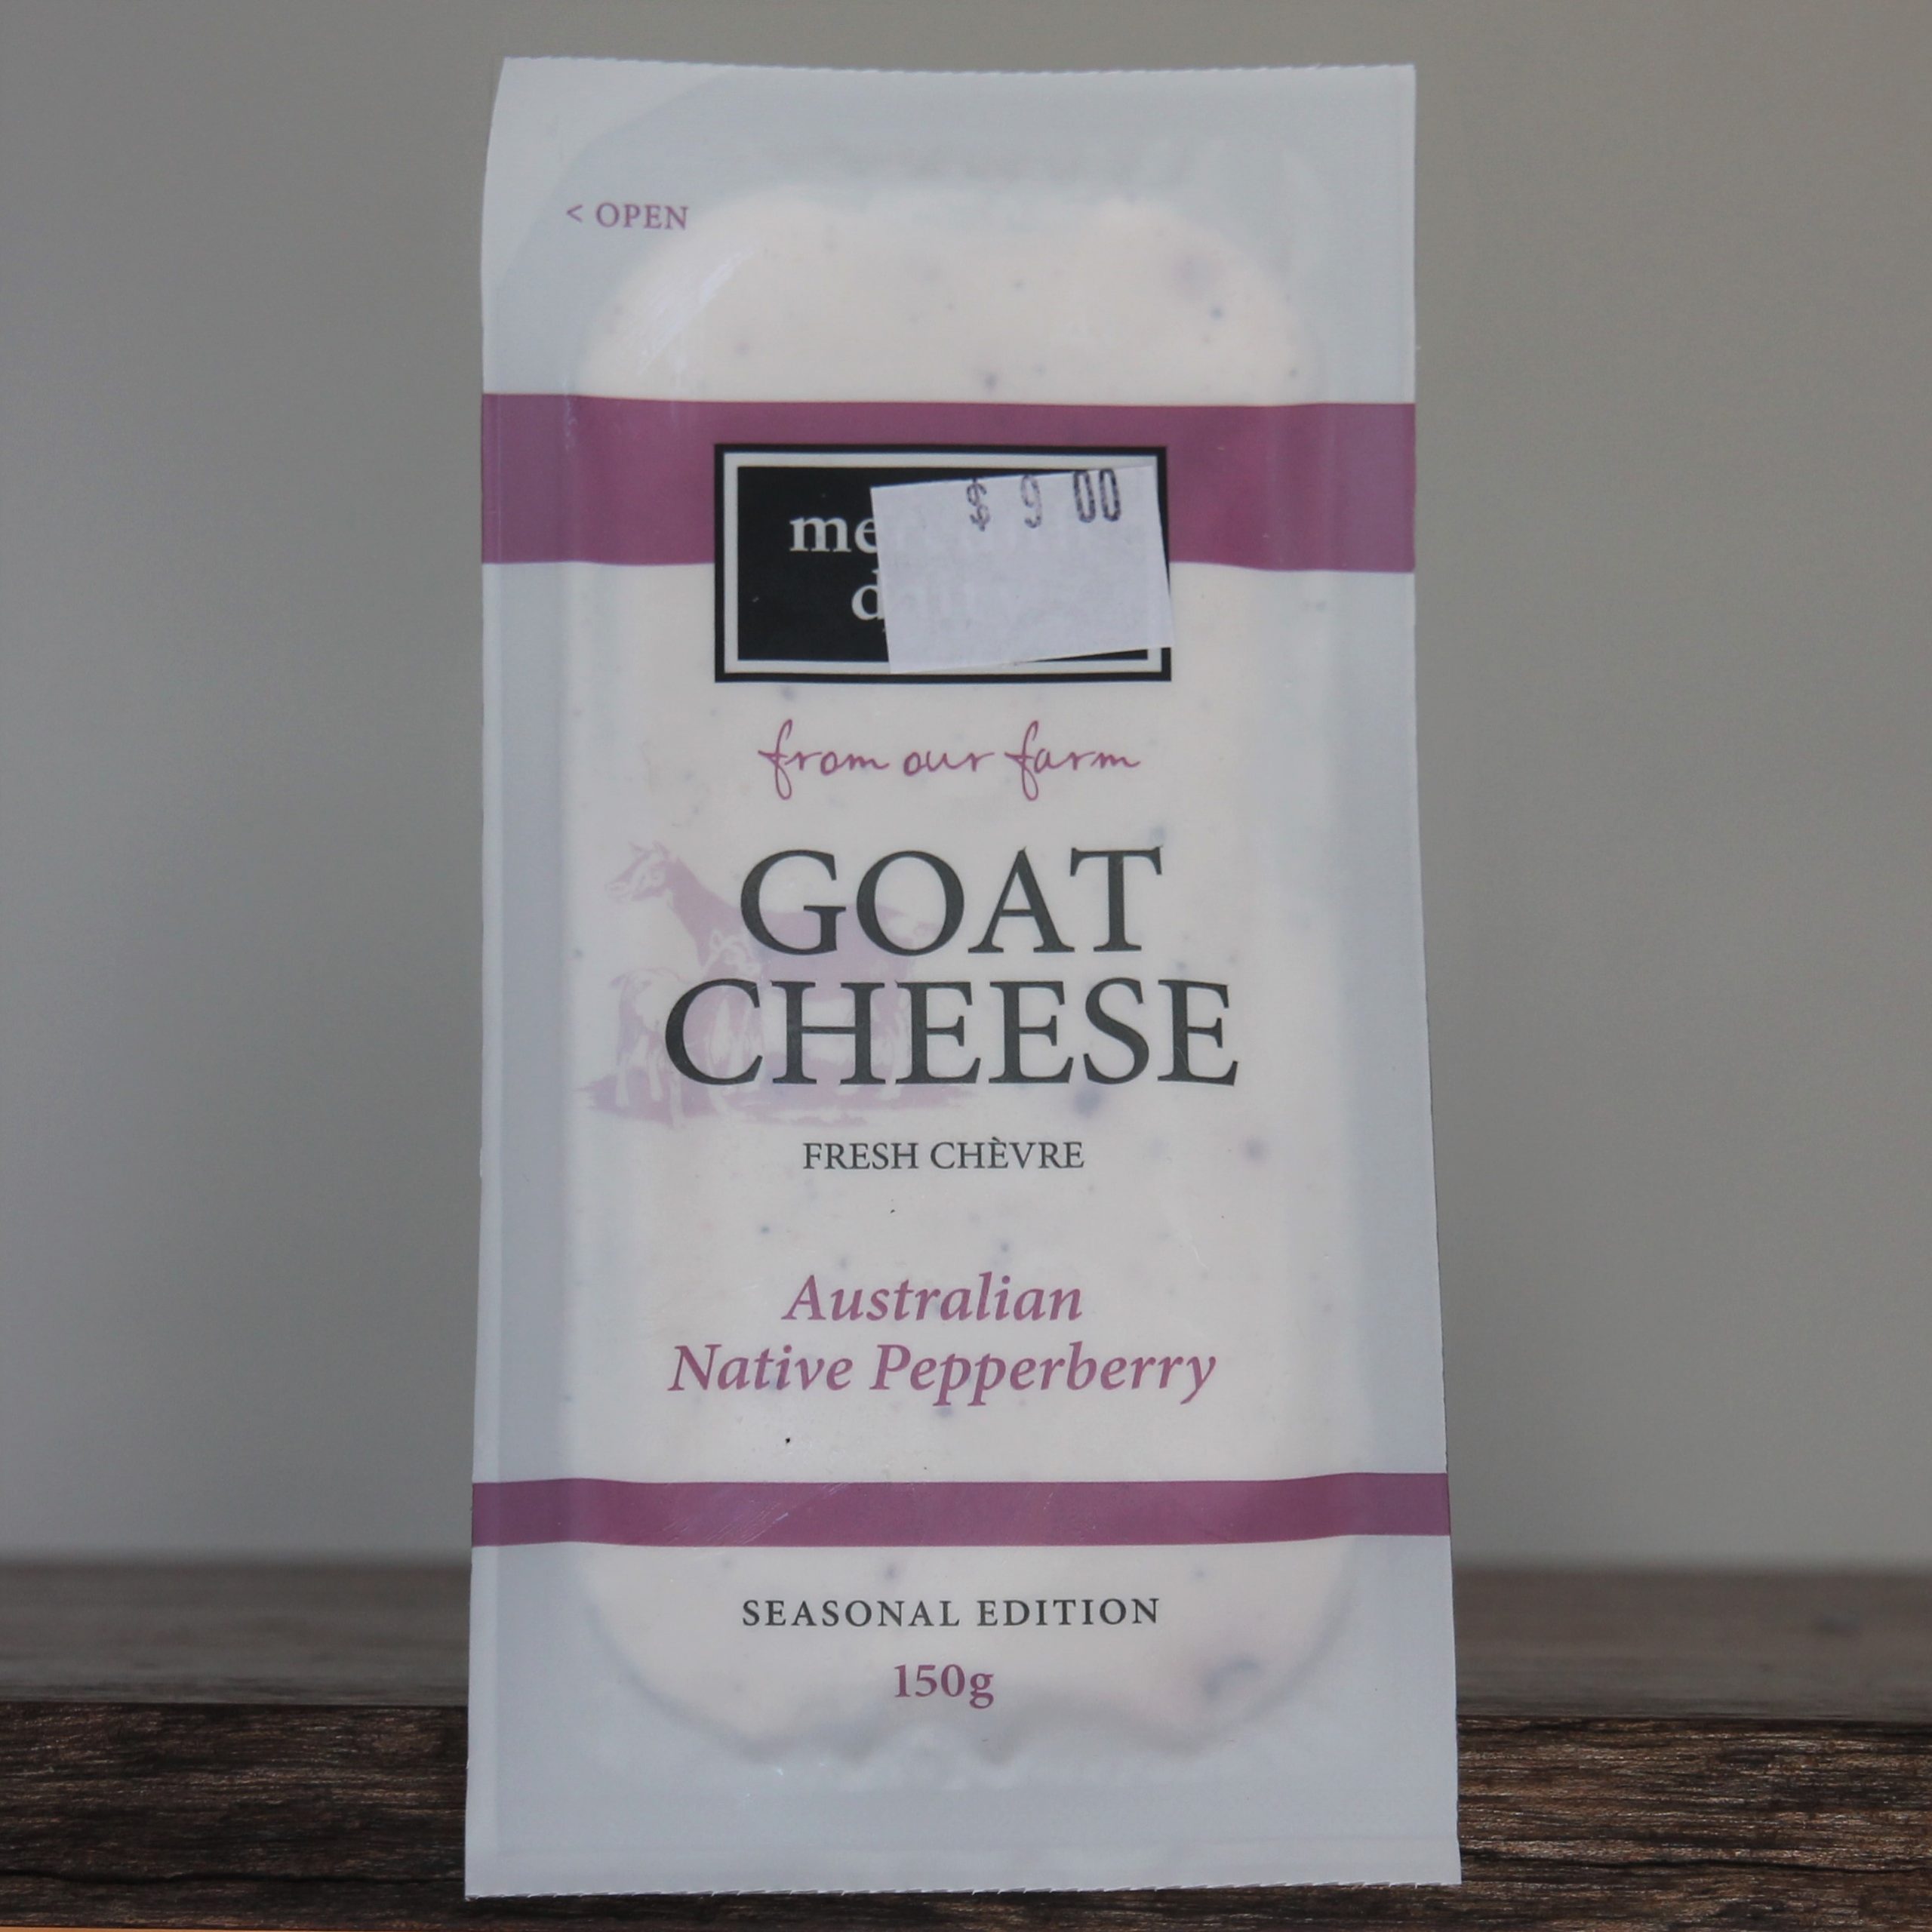 < OPEN
$ 9 00
from our farm
GOAT
CHEESE
FRESH CHÈVRE
Australian
Native Pepperberry
SEASONAL EDITION
150g